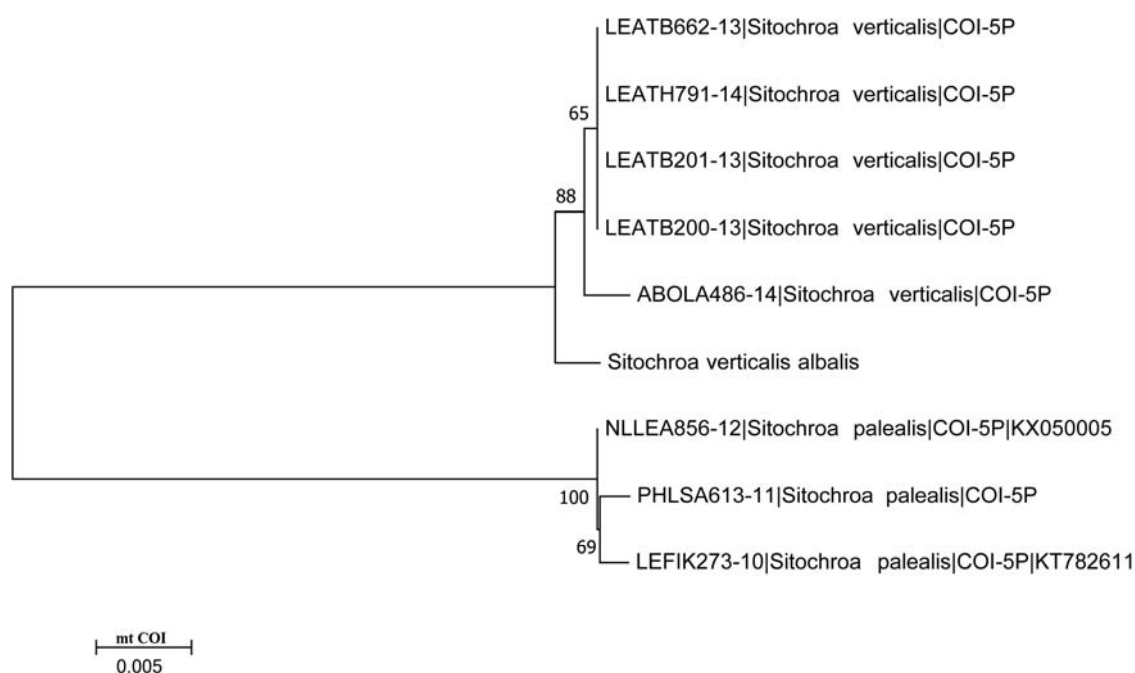 LEATB662-13|Sitochroa verticalis|COI-5P
LEATH791-14|Sitochroa verticalis|COI-5P
65
LEATB201-13|Sitochroa verticalis|COI-5P
88
LEATB200-13|Sitochroa verticalis|COI-5P
ABOLA486-14|Sitochroa verticalis|COI-5P
Sitochroa verticalis albalis
NLLEA856-12|Sitochroa palealis|COI-5P|KX050005
100
PHLSA613-11|Sitochroa palealis|COI-5P
69
LEFIK273-10|Sitochroa palealis|COI-5P|KT782611
mt COI
0.005